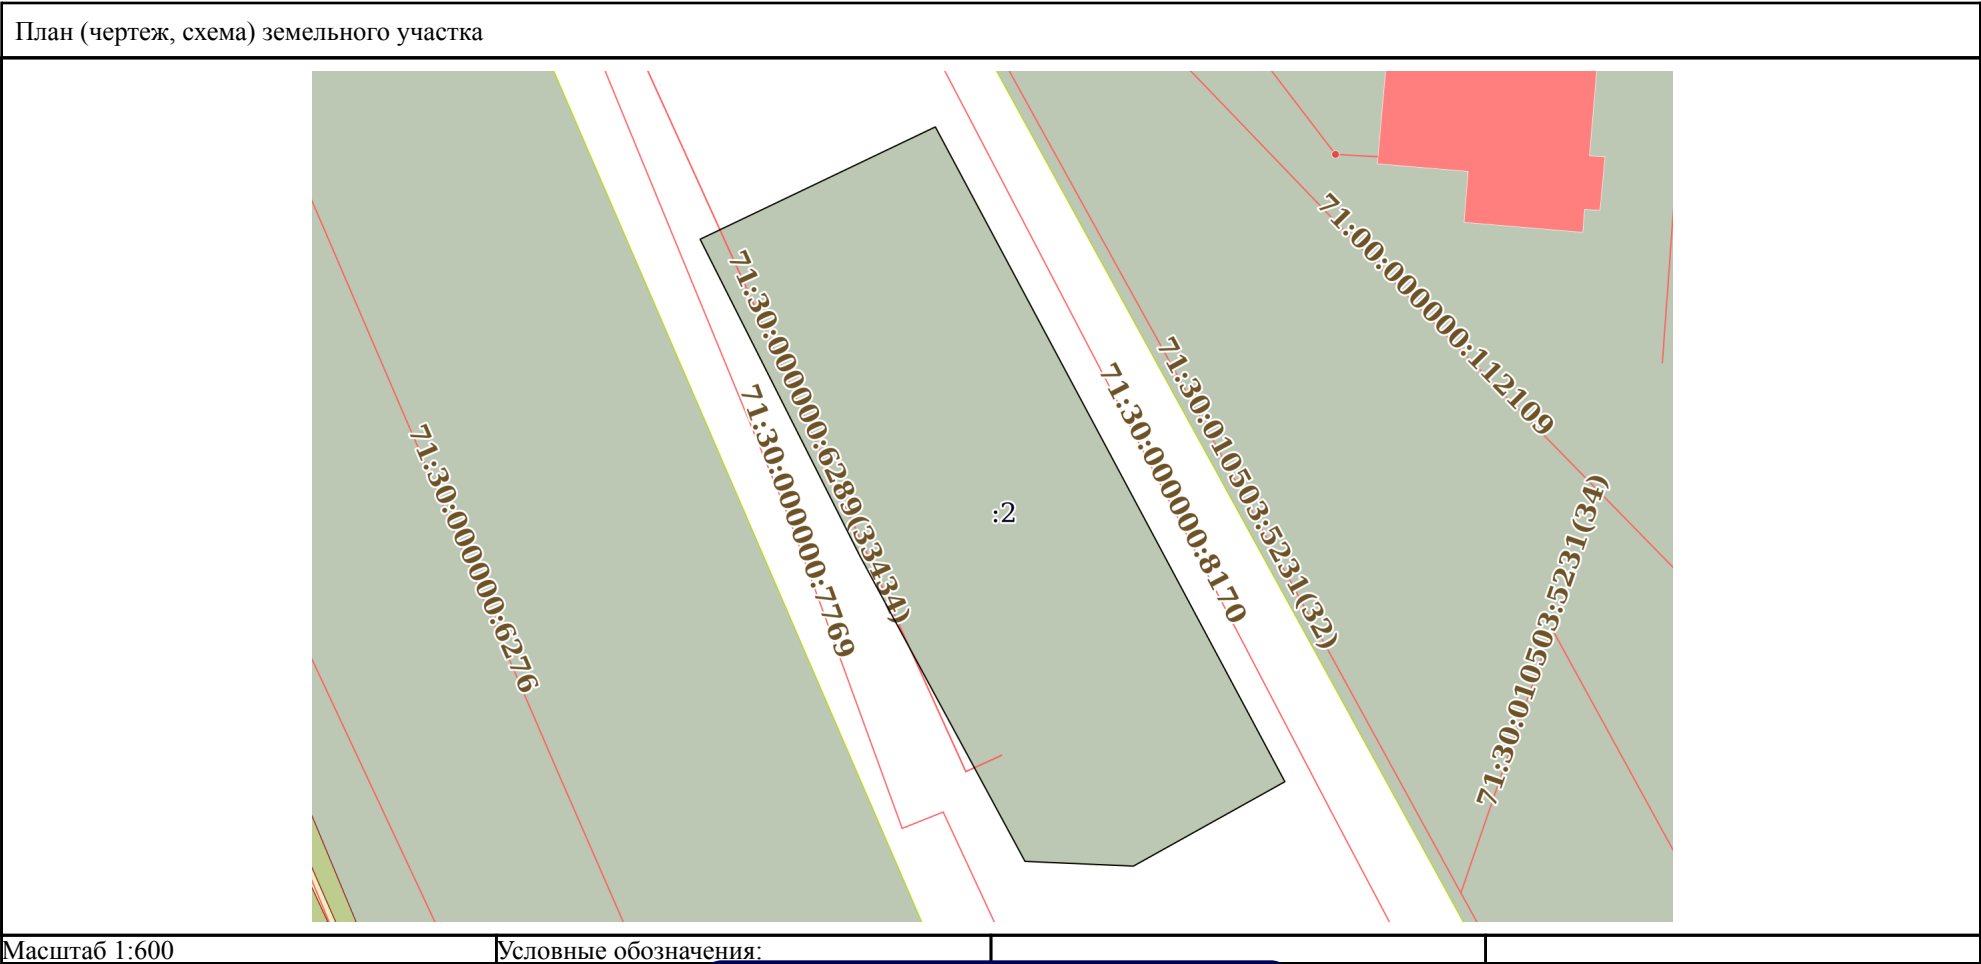 План (чертеж, схема) земельного участка
71:00:000000:112109
71:30:000000:6289(33434)
71:30:010503:5231(32)
71:30:000000:8170
71:30:000000:7769
71:30:000000:6276
71:30:010503:5231(34)
:2
Масштаб 1:600
Условные обозначения: